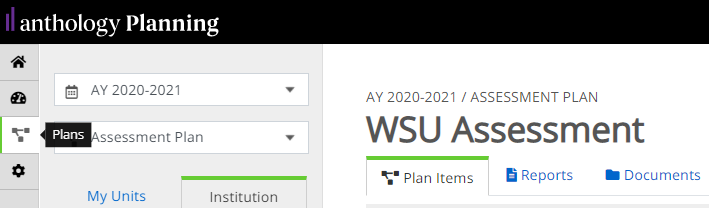 anthology Planning
AY 2020-2021
Plans
Assessment Plan
My Units
Institution
AY 2020-2021 / ASSESSMENT PLAN
WSU Assessment
Plan Items
Reports
Documents